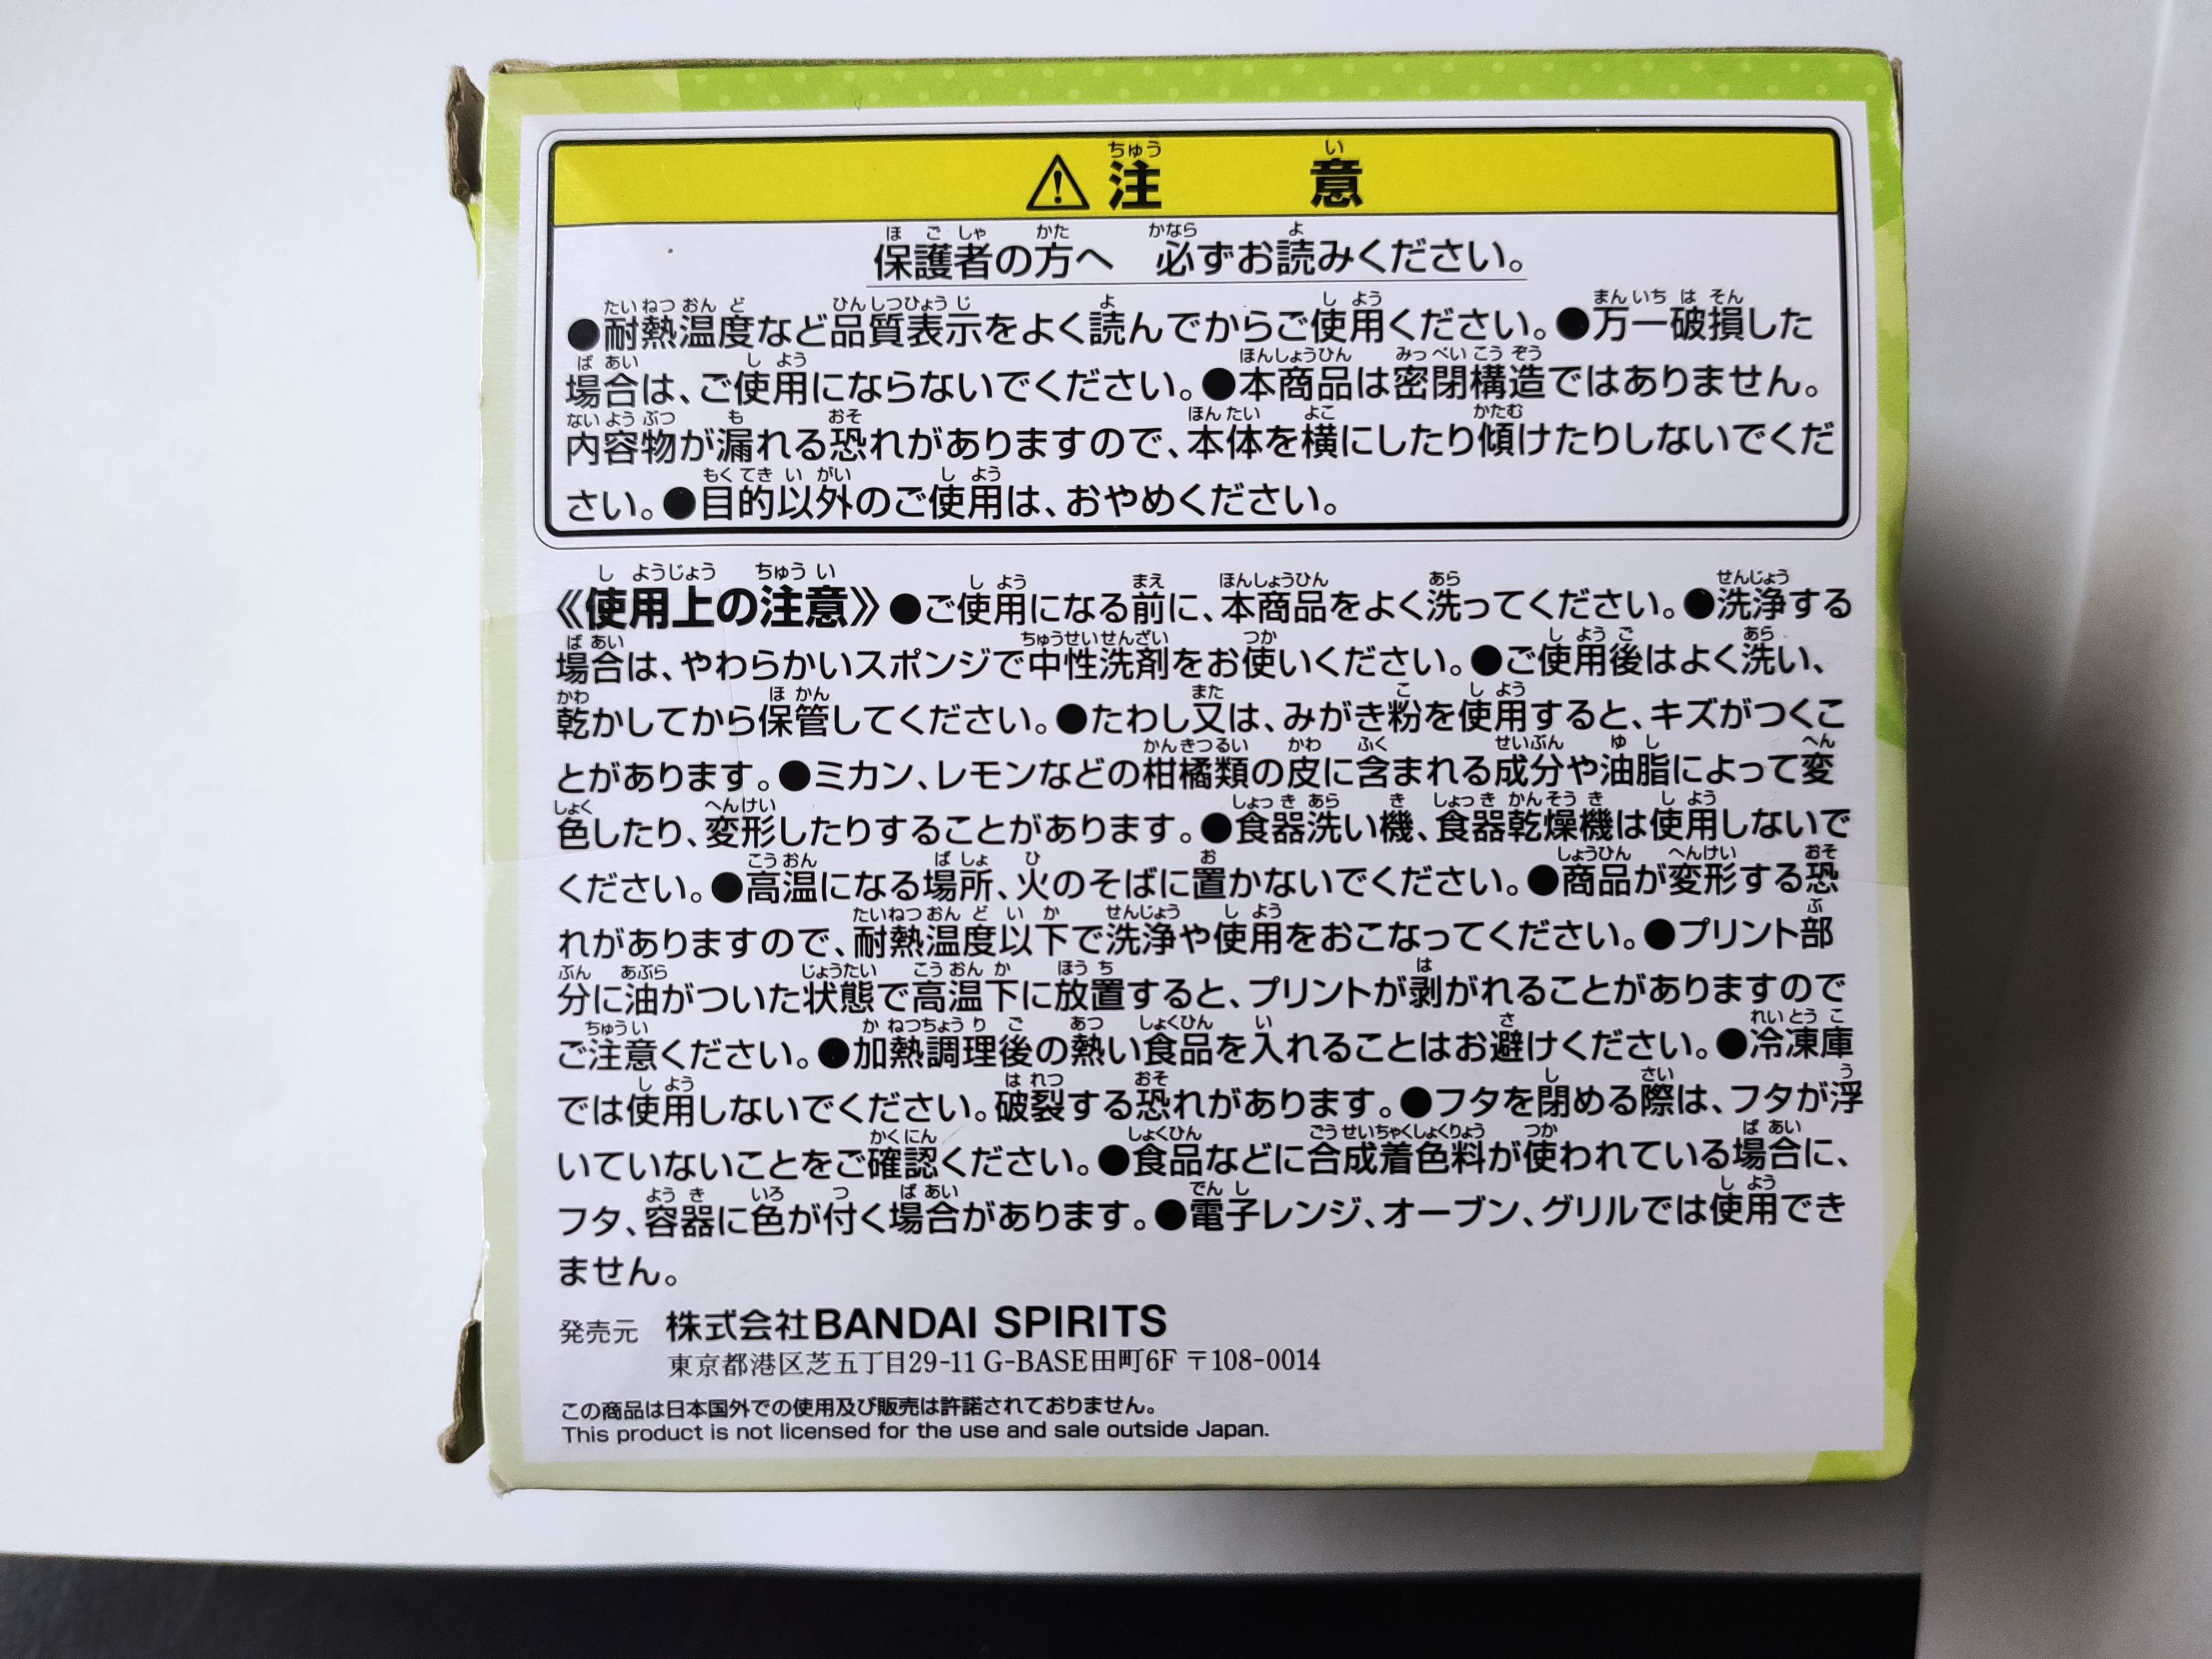 ⚠注意
保護者の方へ 必ずお読みください。
●耐熱温度など品質表示をよく読んでからご使用ください。●万一破損した
場合は、ご使用にならないでください。●本商品は密閉構造ではありません。
内容物が漏れる恐れがありますので、本体を横にしたり傾けたりしないでくだ
さい。●目的以外のご使用は、おやめください。
《使用上の注意》●ご使用になる前に、本商品をよく洗ってください。●洗浄する
場合は、やわらかいスポンジで中性洗剤をお使いください。●ご使用後はよく洗い、
乾かしてから保管してください。●たわし又は、みがき粉を使用すると、キズがつくこ
とがあります。●ミカン、レモンなどの柑橘類の皮に含まれる成分や油脂によって変
色したり、変形したりすることがあります。●食器洗い機、食器乾燥機は使用しないで
ください。●高温になる場所、火のそばに置かないでください。●商品が変形する恐
れがありますので、耐熱温度以下で洗浄や使用をおこなってください。●プリント部
分に油がついた状態で高温下に放置すると、プリントが剥がれることがありますので
ご注意ください。●加熱調理後の熱い食品を入れることはお避けください。●冷凍庫
では使用しないでください。破裂する恐れがあります。●フタを閉める際は、フタが浮
いていないことをご確認ください。●食品などに合成着色料が使われている場合に、
フタ、容器に色が付く場合があります。●電子レンジ、オーブン、グリルでは使用でき
ません。
発売元 株式会社BANDAI SPIRITS
東京都港区芝五丁目29-11 G-BASE田町6F 〒108-0014
この商品は日本国外での使用及び販売は許諾されておりません。
This product is not licensed for the use and sale outside Japan.